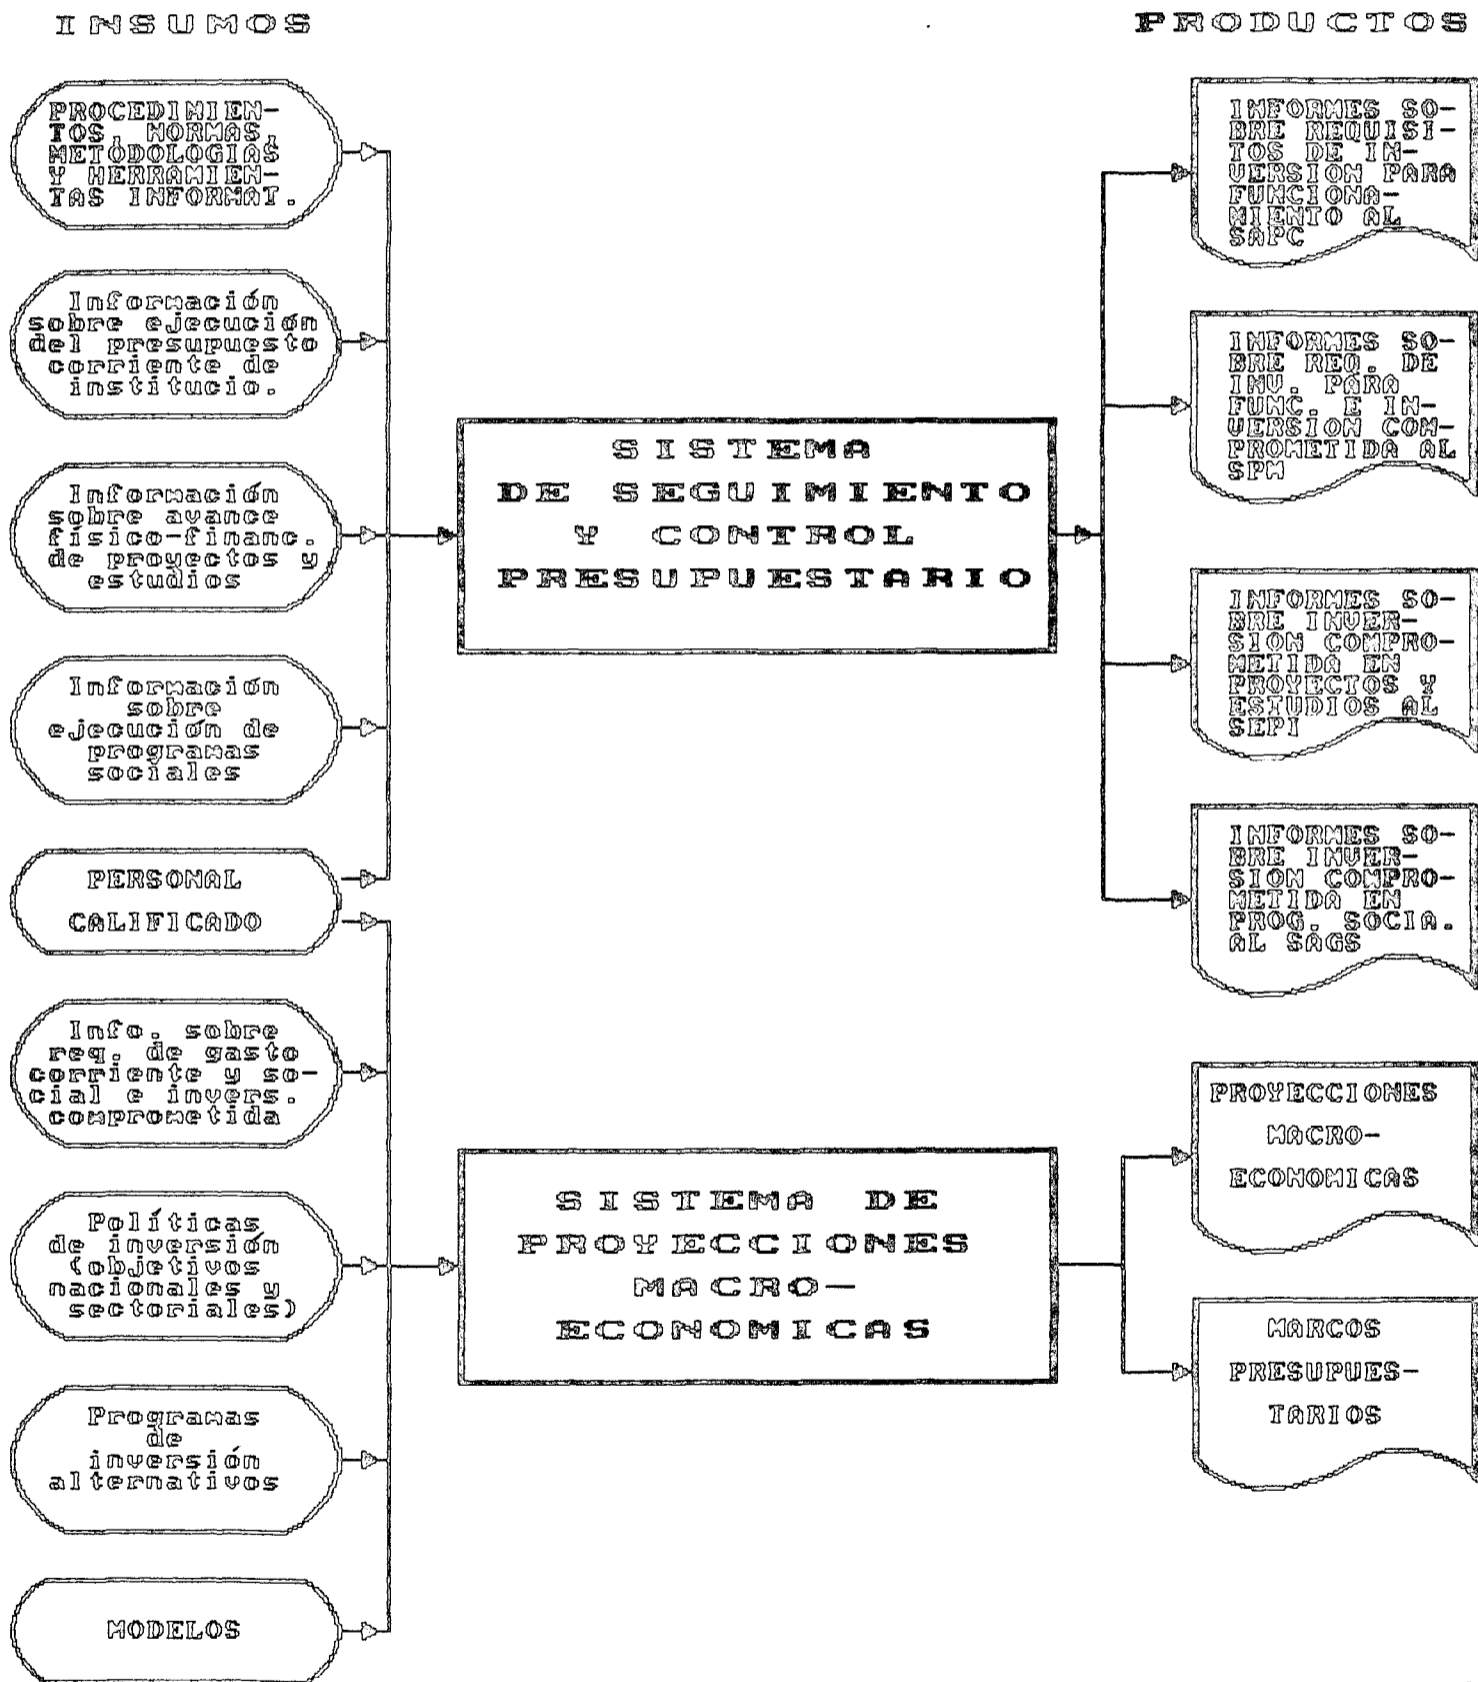 INSUMOS
PROCEDIMIEN-
TOS, NORMAS,
METODOLOGIAS
Y HERRAMIEN-
TAS INFORMAT.
Información
sobre ejecución
del presupuesto
corriente de
institucio.
Información
sobre avance
físico-financ.
de proyectos y
estudios
Información
sobre
ejecución de
programas
sociales
PERSONAL
CALIFICADO
Info. sobre
req. de gasto
corriente y so-
cial e invers.
comprometida
Políticas
de inversión
(objetivos
nacionales y
sectoriales)
Programas
de
inversión
alternativos
MODELOS
SISTEMA
DE SEGUIMIENTO
Y CONTROL
PRESUPUESTARIO
SISTEMA DE
PROYECCIONES
MACRO-
ECONOMICAS
PRODUCTOS
INFORMES SO-
BRE REQUISI-
TOS DE IN-
VERSION PARA
FUNCIONA-
MIENTO AL
SAPC
INFORMES SO-
BRE REQ. DE
INV. PARA
FUNC. E IN-
VERSION COM-
PROMETIDA AL
SPM
INFORMES SO-
BRE INVER-
SION COMPRO-
METIDA EN
PROYECTOS Y
ESTUDIOS AL
SEPI
INFORMES SO-
BRE INVER-
SION COMPRO-
METIDA EN
PROG. SOCIA.
AL SAGS
PROYECCIONES
MACRO-
ECONOMICAS
MARCOS
PRESUPUES-
TARIOS